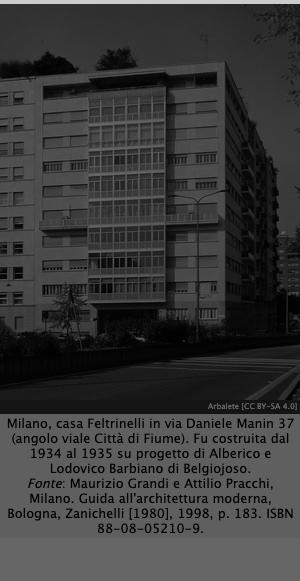 Arbalete [CC BY-SA 4.0]
Milano, casa Feltrinelli in via Daniele Manin 37
(angolo viale Città di Fiume). Fu costruita dal
1934 al 1935 su progetto di Alberico e
Lodovico Barbiano di Belgiojoso.
Fonte: Maurizio Grandi e Attilio Pracchi,
Milano. Guida all'architettura moderna,
Bologna, Zanichelli [1980], 1998, p. 183. ISBN
88-08-05210-9.